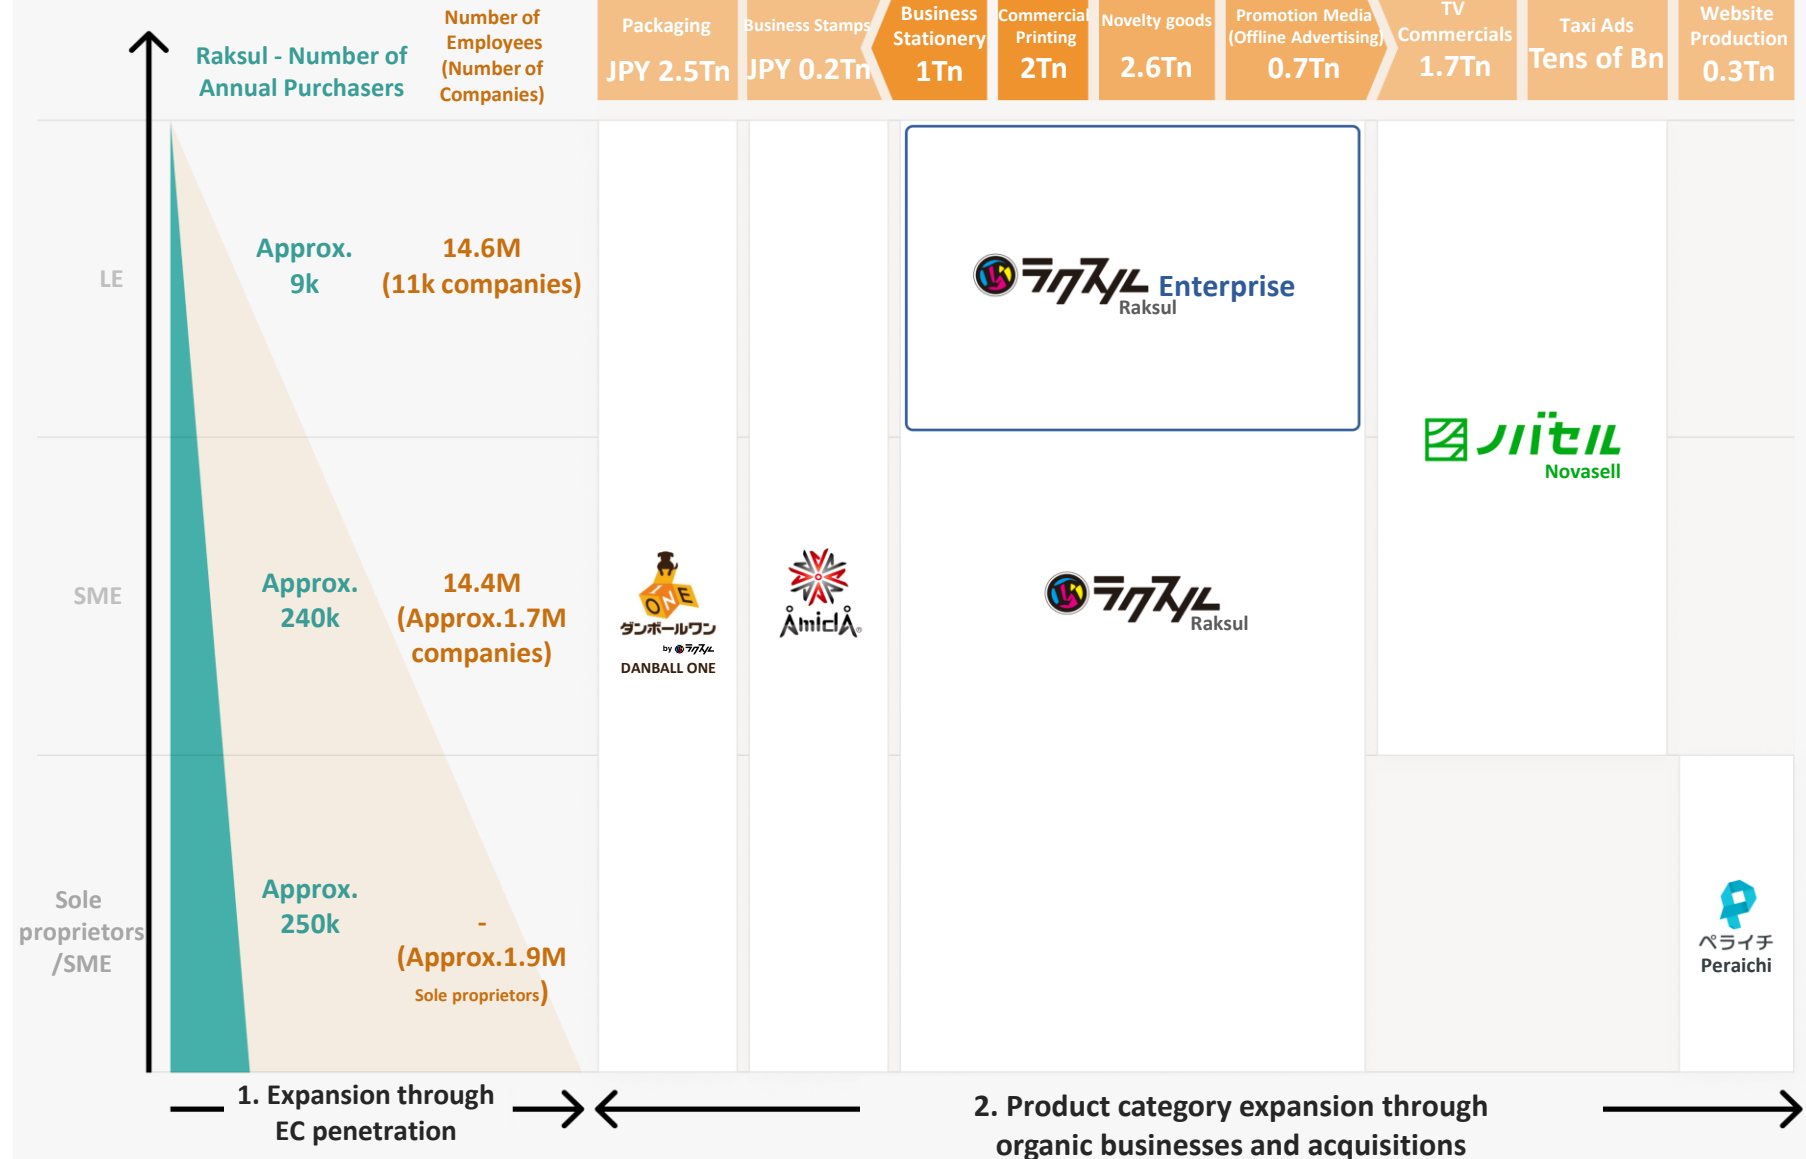 Raksul - Number of
Annual Purchasers
Number of
Employees
(Number of
Companies)
Packaging
JPY 2.5Tn
Business Stamps
JPY 0.2Tn
Business
Stationery
1Tn
Commercial
Printing
2Tn
Novelty goods
2.6Tn
Promotion Media
(Offline Advertising)
0.7Tn
TV
Commercials
1.7Tn
Taxi Ads
Tens of Bn
Website
Production
0.3Tn
LE
Approx.
9k
14.6M
(11k companies)
ラクスル Enterprise
Raksul
ノバセル
Novasell
SME
Approx.
240k
14.4M
(Approx.1.7M
companies)
ONE
ダンボールワン
by ラクスル
DANBALL ONE
AmidA®
ラクスル
Raksul
Sole
proprietors
/SME
Approx.
250k
-
(Approx.1.9M
Sole proprietors)
ペライチ
Peraichi
1. Expansion through
EC penetration
2. Product category expansion through
organic businesses and acquisitions